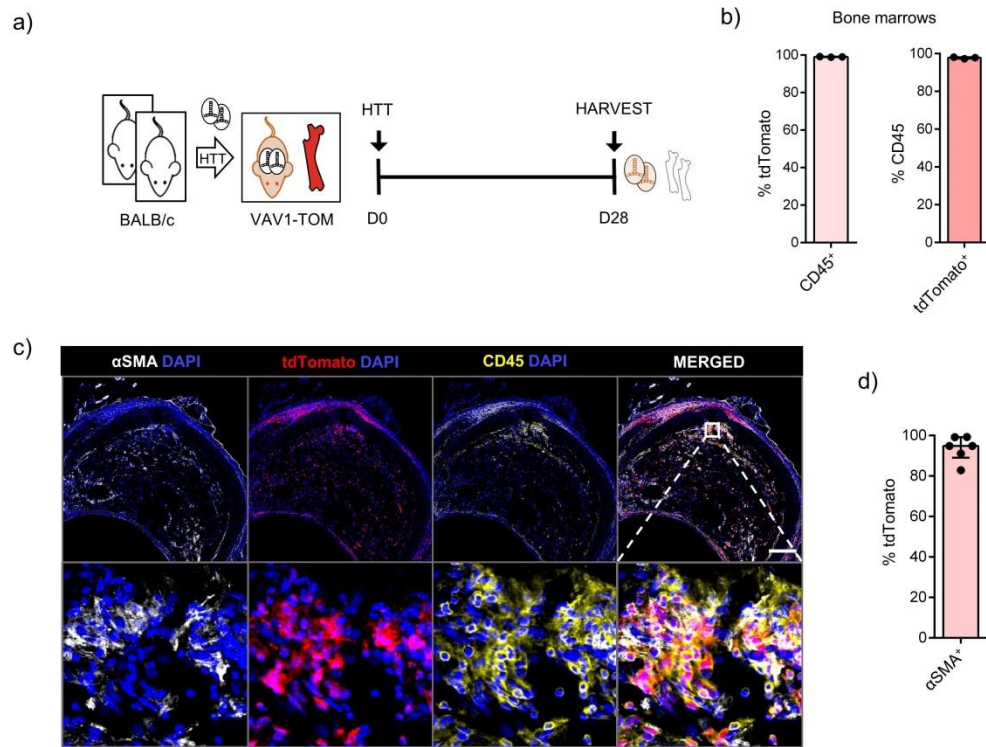 a)
HTT
HTT
HARVEST
BALB/c
VAV1-TOM
D0
D28
b)
Bone marrows
% tdTomato
100
80
60
40
20
0
CD45⁺
% CD45
100
80
60
40
20
0
tdTomato⁺
c)
αSMA DAPI
tdTomato DAPI
CD45 DAPI
MERGED
d)
% tdTomato
100
80
60
40
20
0
αSMA⁺